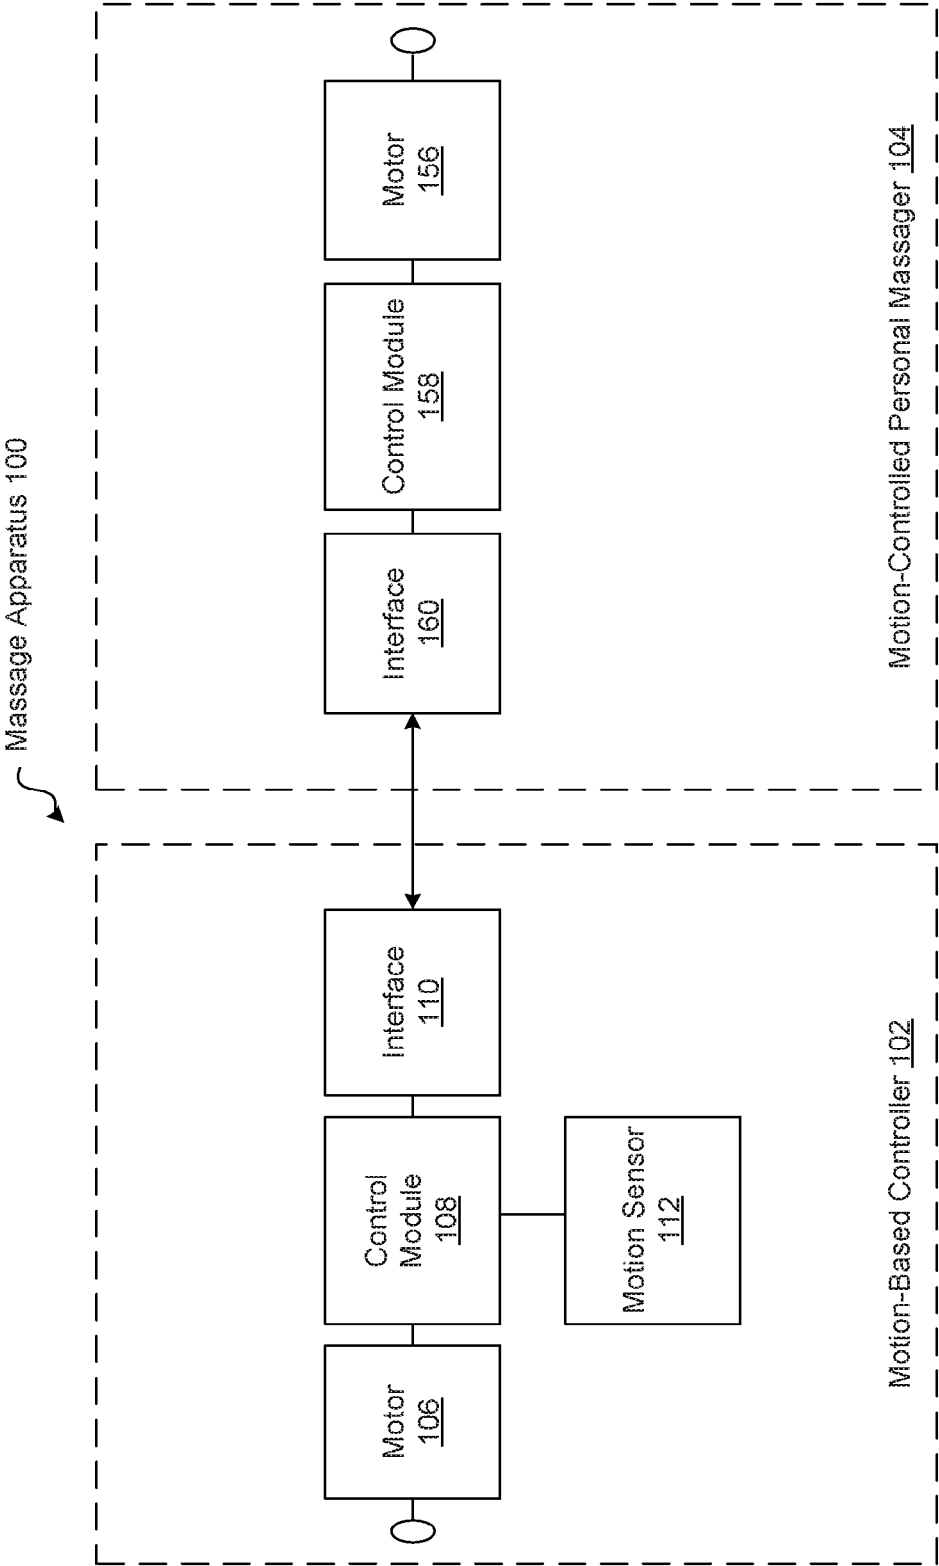 Massage Apparatus 100
Motor
106
Control
Module
108
Interface
110
Motion Sensor
112
Motion-Based Controller 102
Interface
160
Control Module
158
Motor
156
Motion-Controlled Personal Massager 104